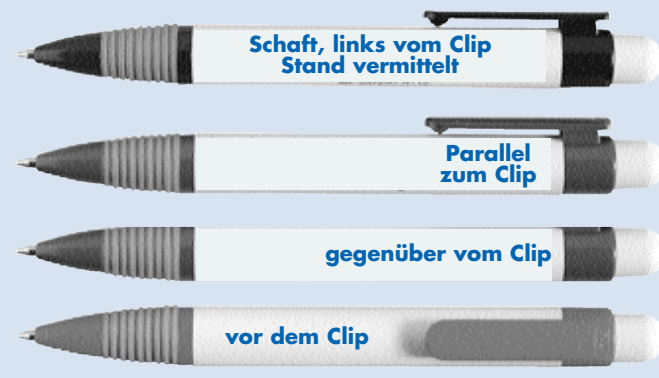 Schaft, links vom Clip
Stand vermittelt
Parallel
zum Clip
gegenüber vom Clip
vor dem Clip